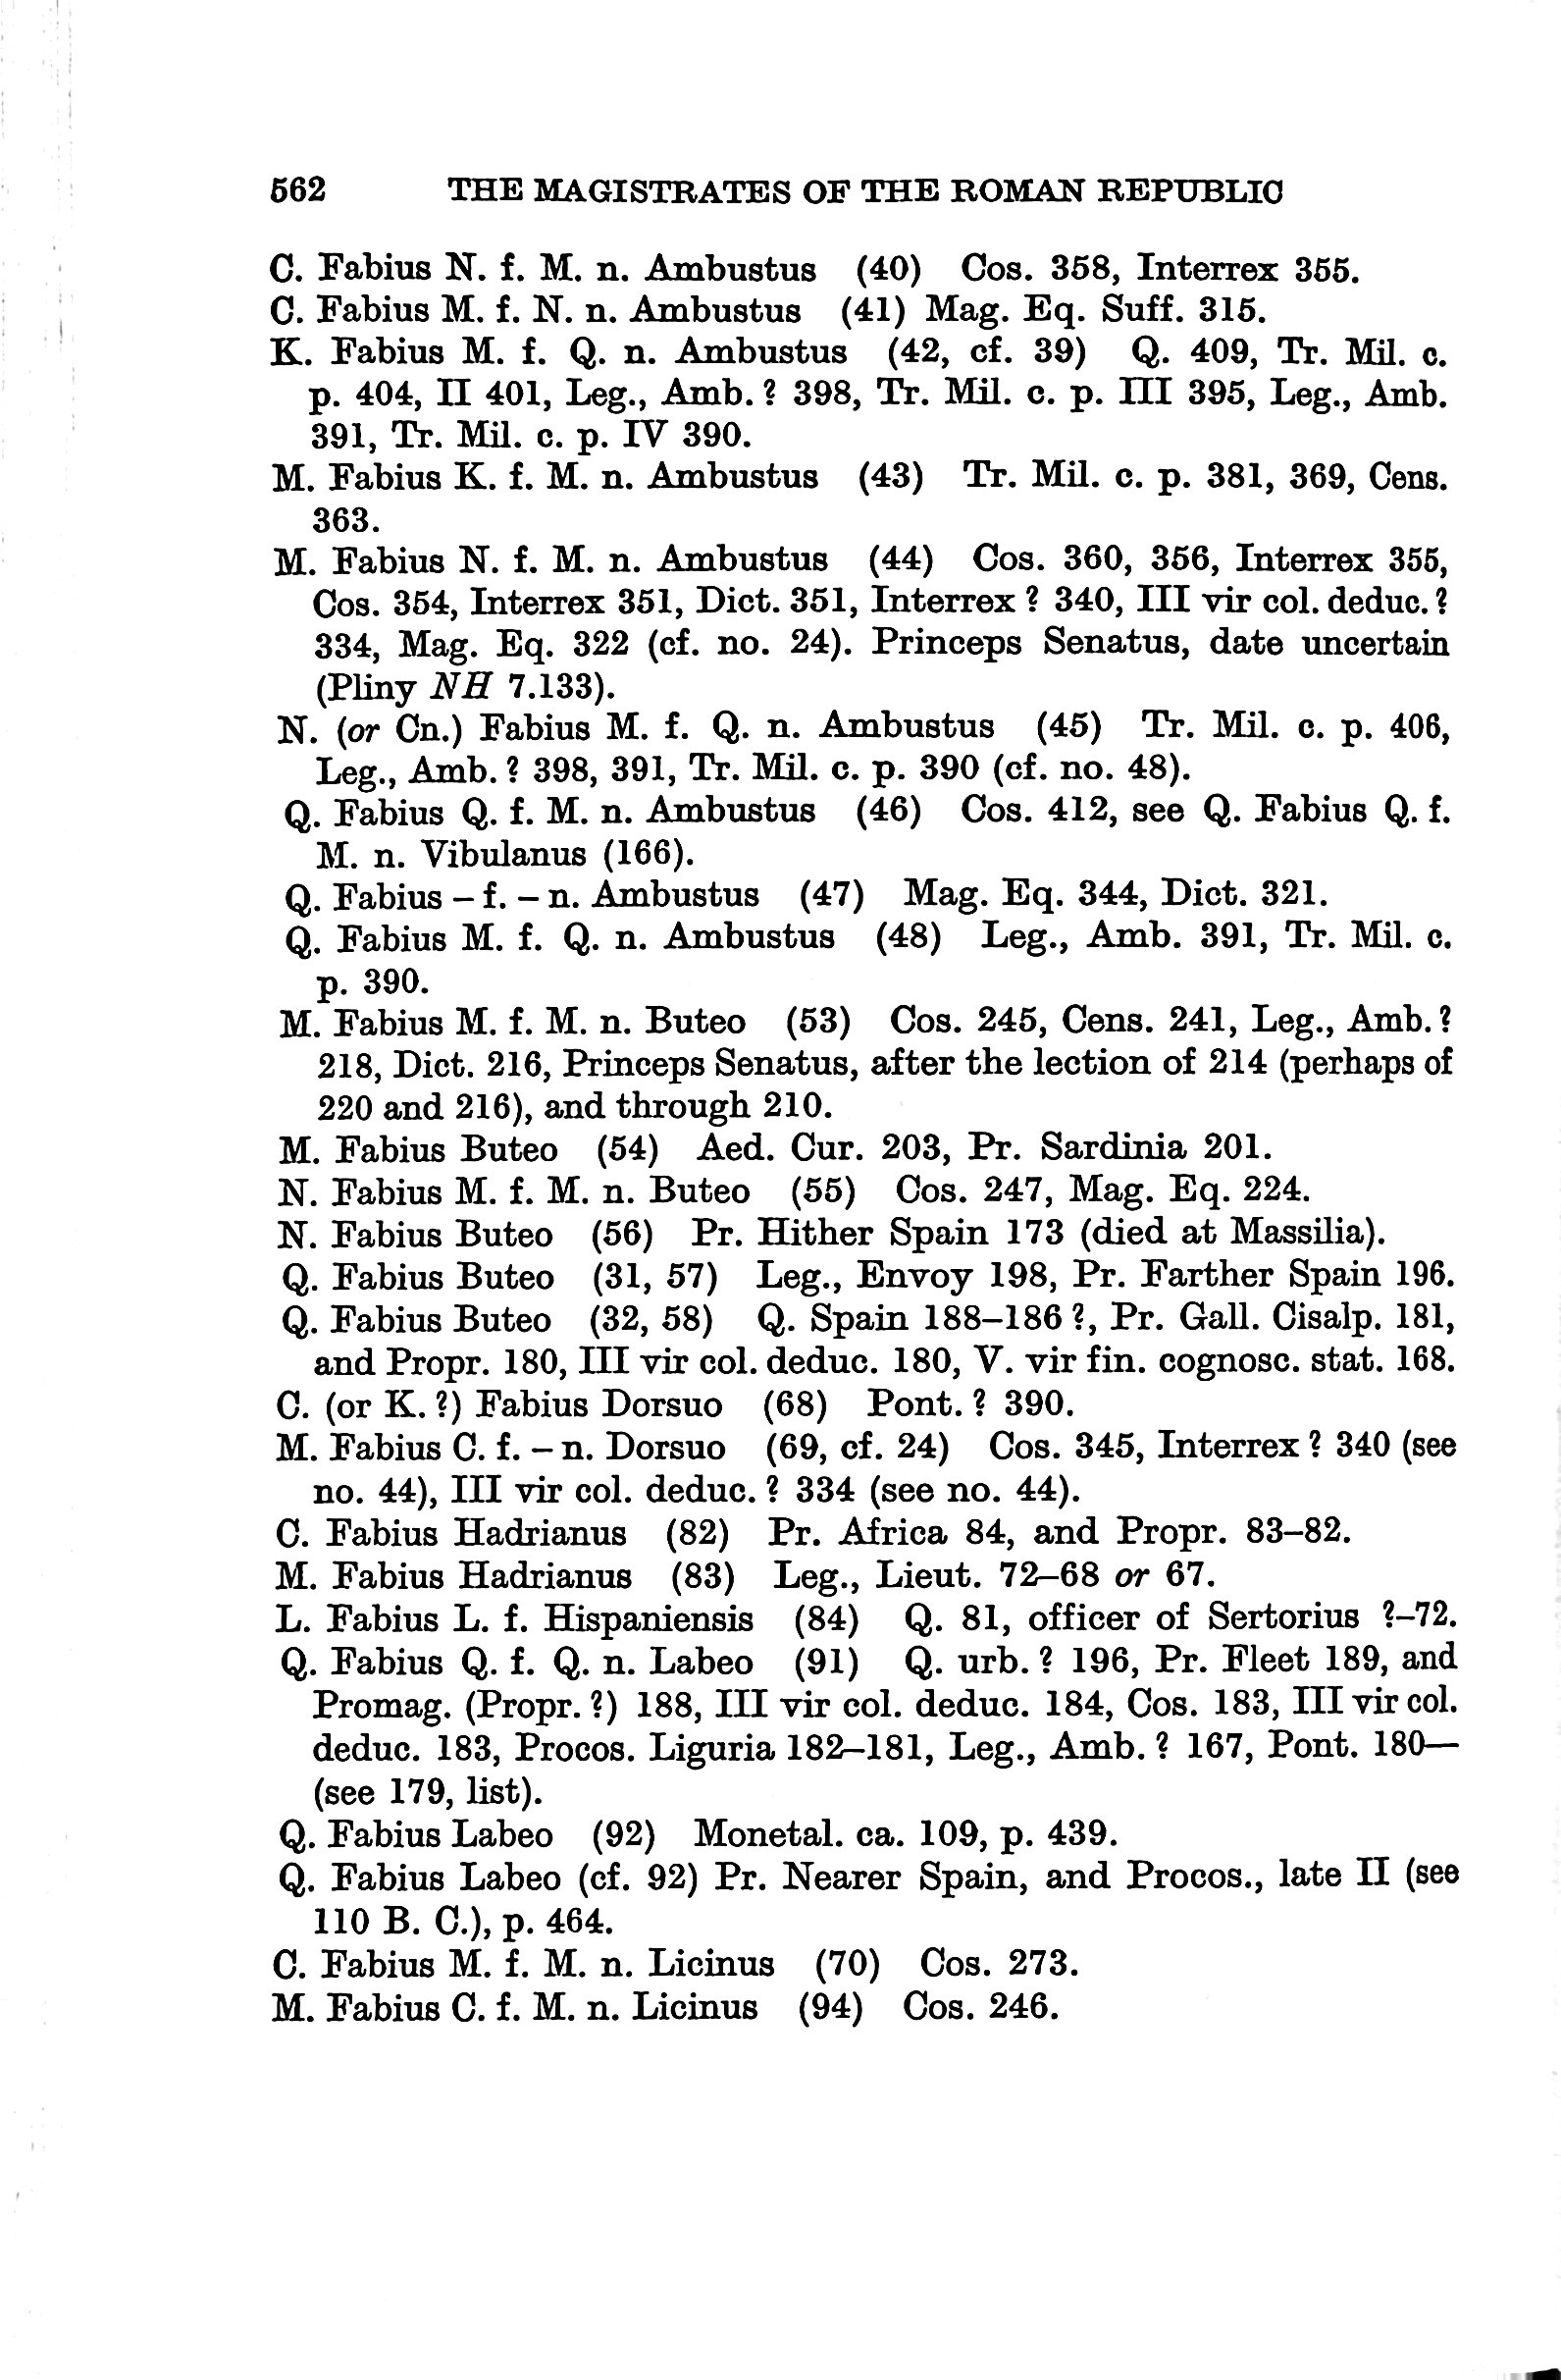 562 THE MAGISTRATES OF THE ROMAN REPUBLIC
C. Fabius N. f. M. n. Ambustus (40) Cos. 358, Interrex 355.
C. Fabius M. f. N. n. Ambustus (41) Mag. Eq. Suff. 315.
K. Fabius M. f. Q. n. Ambustus (42, cf. 39) Q. 409, Tr. Mil. c.
p. 404, II 401, Leg., Amb. ? 398, Tr. Mil. c. p. III 395, Leg., Amb.
391, Tr. Mil. c. p. IV 390.
M. Fabius K. f. M. n. Ambustus (43) Tr. Mil. c. p. 381, 369, Cens.
363.
M. Fabius N. f. M. n. Ambustus (44) Cos. 360, 356, Interrex 355,
Cos. 354, Interrex 351, Dict. 351, Interrex ? 340, III vir col. deduc. ?
334, Mag. Eq. 322 (cf. no. 24). Princeps Senatus, date uncertain
(Pliny NH 7.133).
N. (or Cn.) Fabius M. f. Q. n. Ambustus (45) Tr. Mil. c. p. 406,
Leg., Amb. ? 398, 391, Tr. Mil. c. p. 390 (cf. no. 48).
Q. Fabius Q. f. M. n. Ambustus (46) Cos. 412, see Q. Fabius Q. f.
M. n. Vibulanus (166).
Q. Fabius – f. – n. Ambustus (47) Mag. Eq. 344, Dict. 321.
Q. Fabius M. f. Q. n. Ambustus (48) Leg., Amb. 391, Tr. Mil. c.
p. 390.
M. Fabius M. f. M. n. Buteo (53) Cos. 245, Cens. 241, Leg., Amb. ?
218, Dict. 216, Princeps Senatus, after the lection of 214 (perhaps of
220 and 216), and through 210.
M. Fabius Buteo (54) Aed. Cur. 203, Pr. Sardinia 201.
N. Fabius M. f. M. n. Buteo (55) Cos. 247, Mag. Eq. 224.
N. Fabius Buteo (56) Pr. Hither Spain 173 (died at Massilia).
Q. Fabius Buteo (31, 57) Leg., Envoy 198, Pr. Farther Spain 196.
Q. Fabius Buteo (32, 58) Q. Spain 188–186 ?, Pr. Gall. Cisalp. 181,
and Propr. 180, III vir col. deduc. 180, V. vir fin. cognosc. stat. 168.
C. (or K. ?) Fabius Dorsuo (68) Pont. ? 390.
M. Fabius C. f. – n. Dorsuo (69, cf. 24) Cos. 345, Interrex ? 340 (see
no. 44), III vir col. deduc. ? 334 (see no. 44).
C. Fabius Hadrianus (82) Pr. Africa 84, and Propr. 83–82.
M. Fabius Hadrianus (83) Leg., Lieut. 72–68 or 67.
L. Fabius L. f. Hispaniensis (84) Q. 81, officer of Sertorius ?–72.
Q. Fabius Q. f. Q. n. Labeo (91) Q. urb. ? 196, Pr. Fleet 189, and
Promag. (Propr. ?) 188, III vir col. deduc. 184, Cos. 183, III vir col.
deduc. 183, Procos. Liguria 182–181, Leg., Amb. ? 167, Pont. 180—
(see 179, list).
Q. Fabius Labeo (92) Monetal. ca. 109, p. 439.
Q. Fabius Labeo (cf. 92) Pr. Nearer Spain, and Procos., late II (see
110 B. C.), p. 464.
C. Fabius M. f. M. n. Licinus (70) Cos. 273.
M. Fabius C. f. M. n. Licinus (94) Cos. 246.